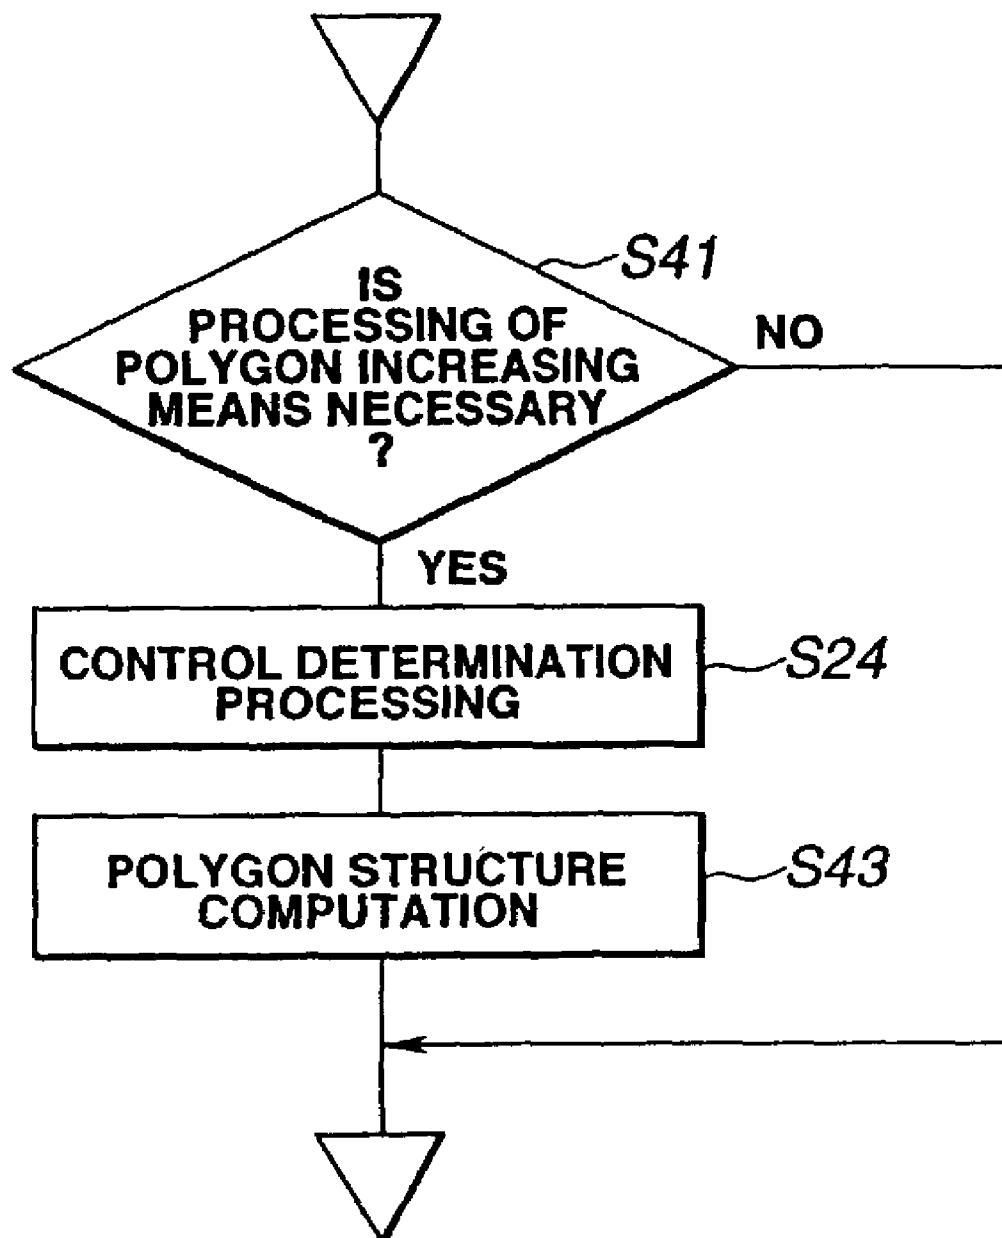 S41
IS
PROCESSING OF
POLYGON INCREASING
MEANS NECESSARY
?
NO
YES
CONTROL DETERMINATION
PROCESSING
S24
POLYGON STRUCTURE
COMPUTATION
S43